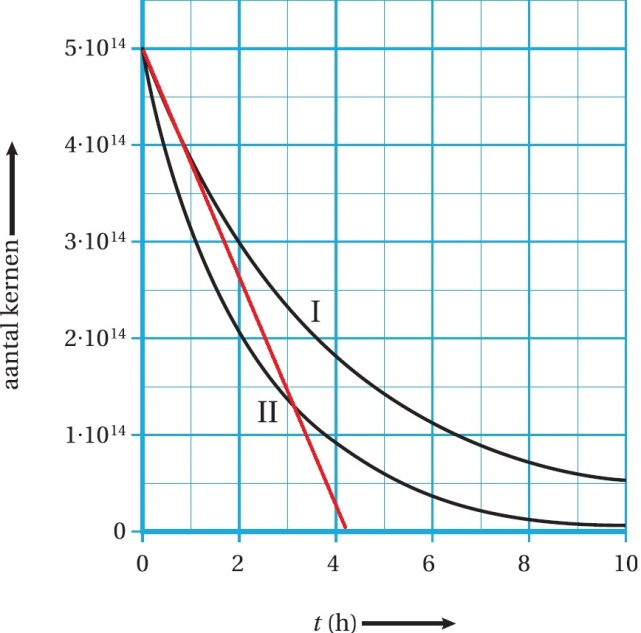 5·10¹⁴
4·10¹⁴
3·10¹⁴
2·10¹⁴
1·10¹⁴
0
aantal kernen
I
II
0 2 4 6 8 10
t (h)